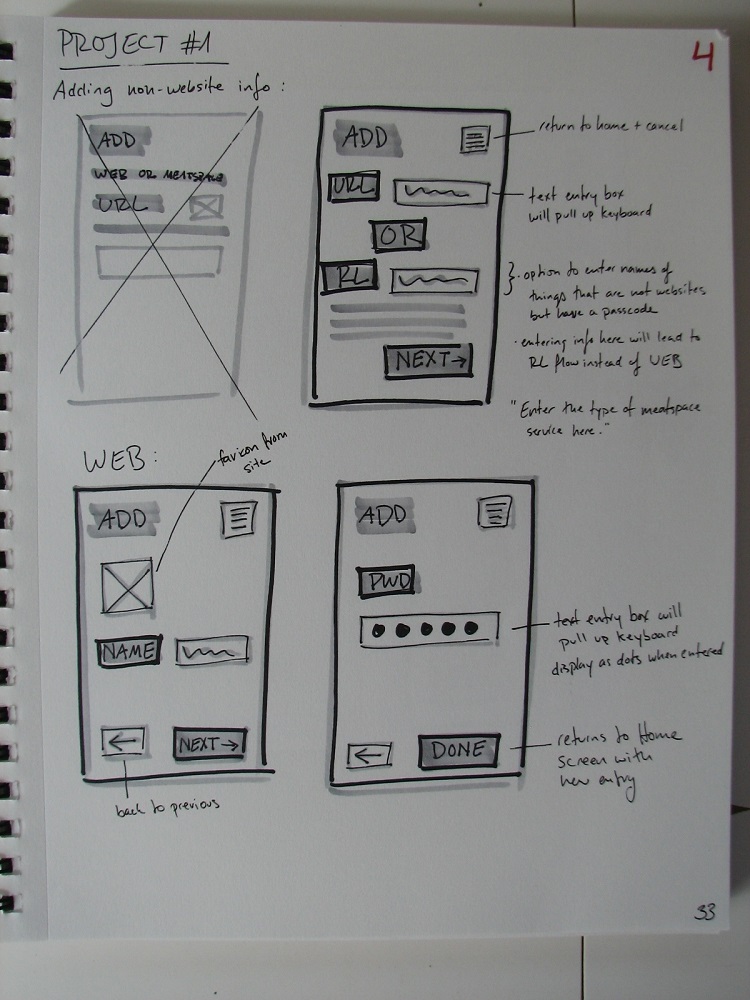 PROJECT #1
4
Adding non-website info:
ADD
WEB OR MEATSPACE
URL
ADD
return to home + cancel
URL
text entry box
will pull up keyboard
OR
RL
· option to enter names of
things that are not websites
but have a passcode
· entering info here will lead to
RL flow instead of WEB
NEXT→
"Enter the type of meatspace
service here."
WEB:
favicon from
site
ADD
NAME
←
NEXT→
back to previous
ADD
PWD
text entry box will
pull up keyboard
display as dots when entered
←
DONE
returns to Home
screen with
new entry
33